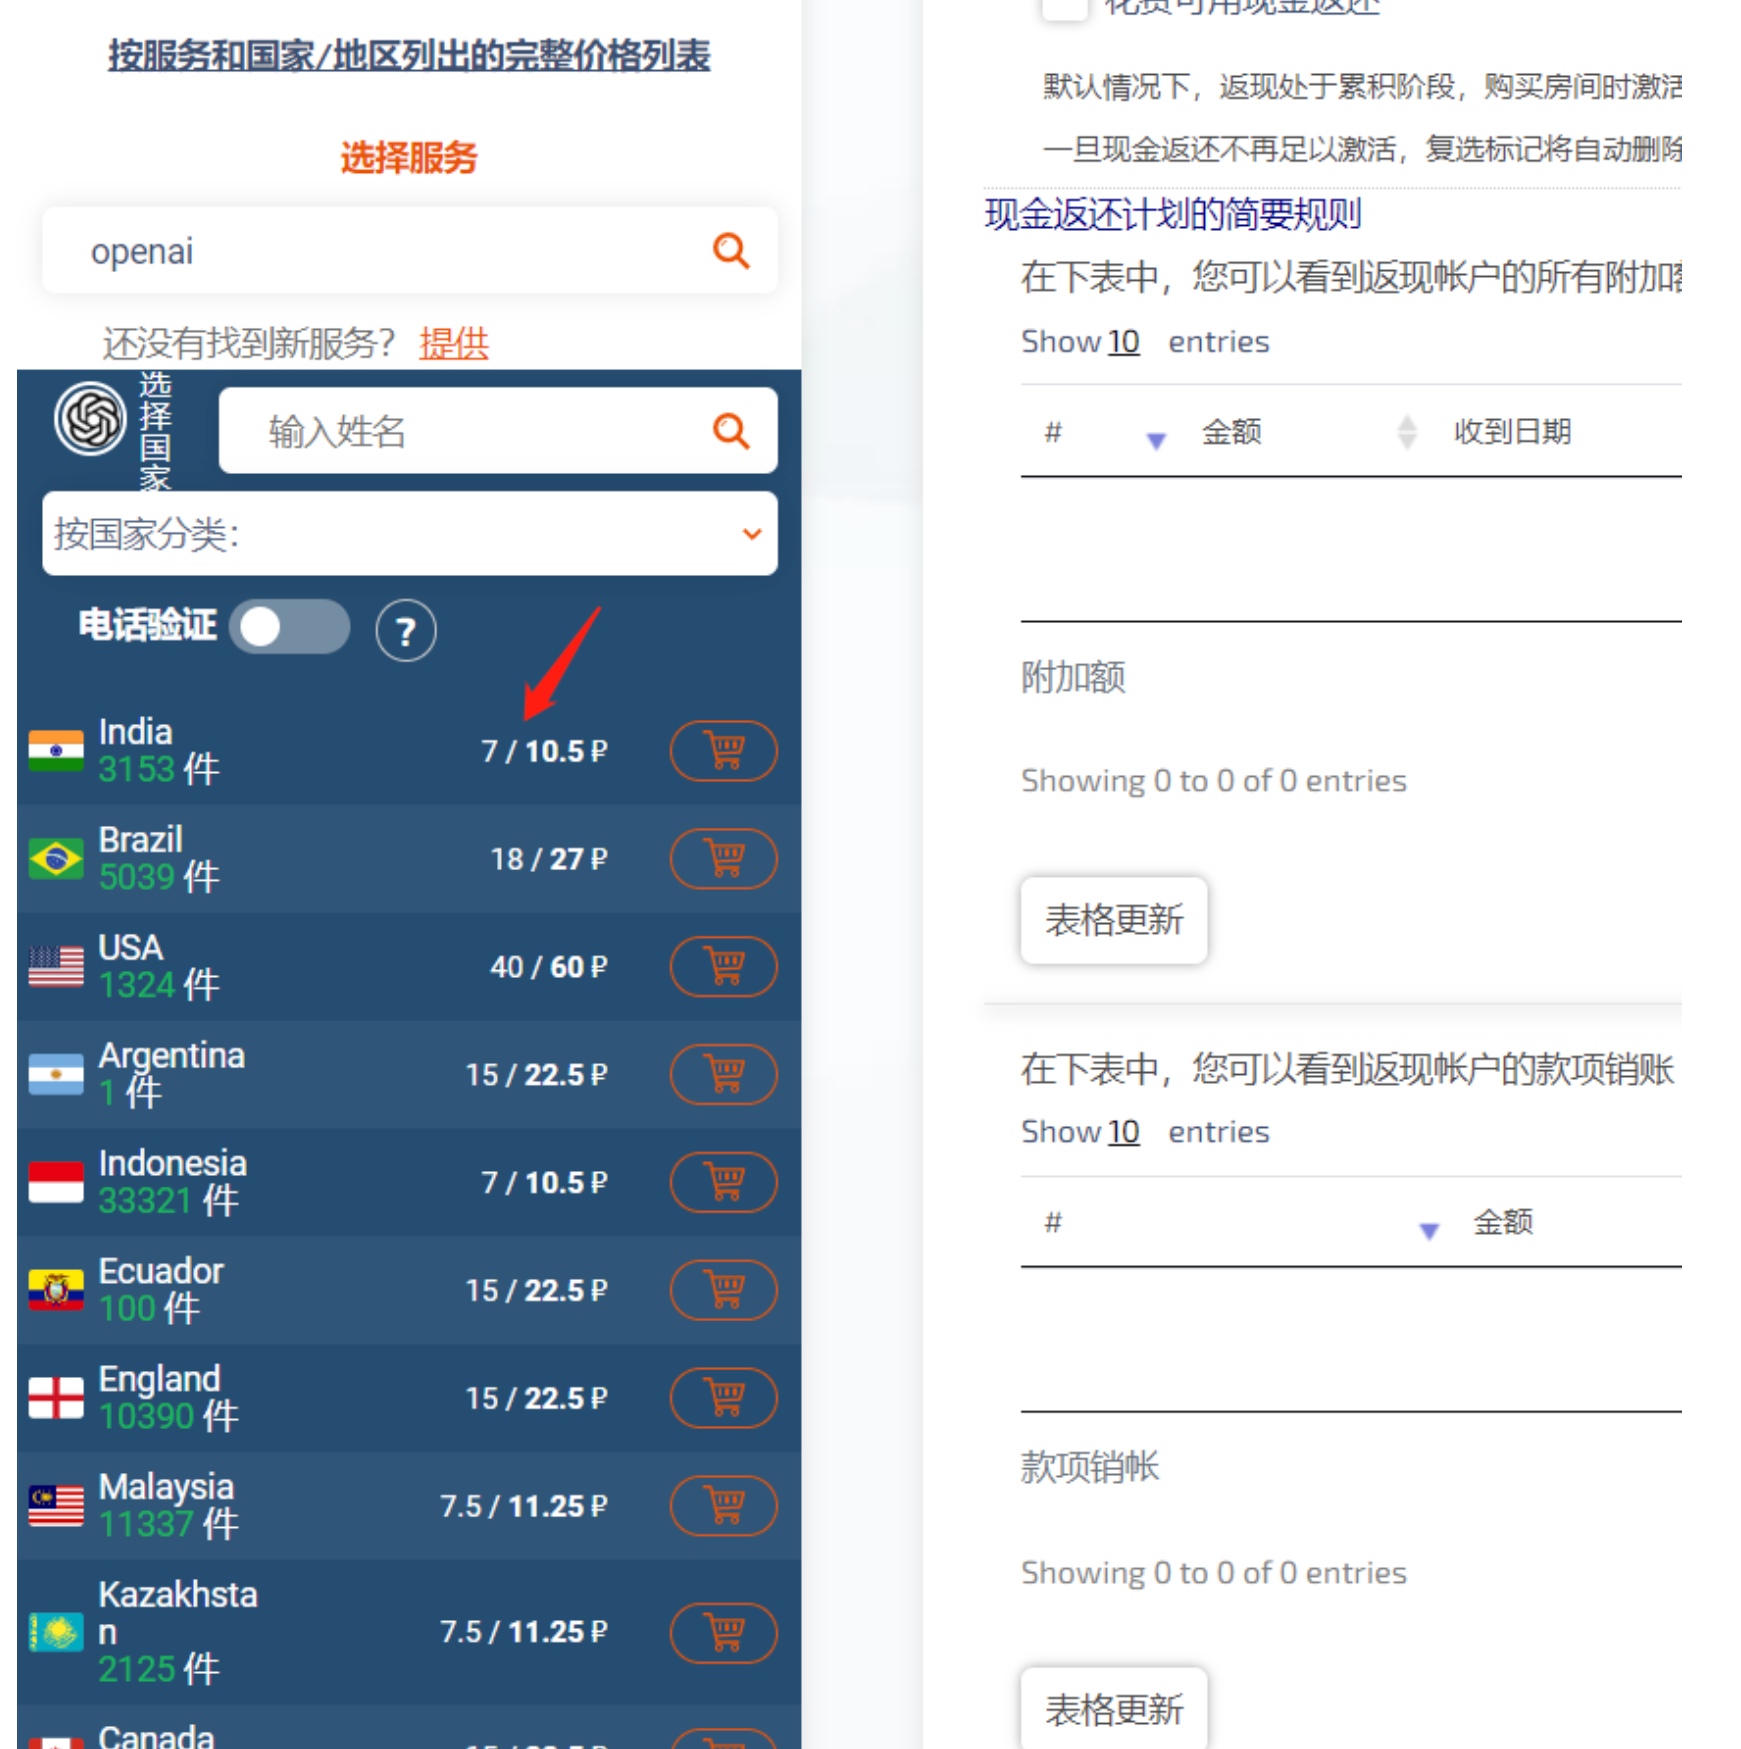 按服务和国家/地区列出的完整价格列表
选择服务
openai
还没有找到新服务？ 提供
选择国家
输入姓名
按国家分类：
电话验证 ?
India
3153 件
7 / 10.5 ₽
Brazil
5039 件
18 / 27 ₽
USA
1324 件
40 / 60 ₽
Argentina
1 件
15 / 22.5 ₽
Indonesia
33321 件
7 / 10.5 ₽
Ecuador
100 件
15 / 22.5 ₽
England
10390 件
15 / 22.5 ₽
Malaysia
11337 件
7.5 / 11.25 ₽
Kazakhsta
n
2125 件
7.5 / 11.25 ₽
Canada
花费可用现金返还
默认情况下，返现处于累积阶段，购买房间时激活
一旦现金返还不再足以激活，复选标记将自动删除
现金返还计划的简要规则
在下表中，您可以看到返现帐户的所有附加
Show 10 entries
# 金额 收到日期
附加额
Showing 0 to 0 of 0 entries
表格更新
在下表中，您可以看到返现帐户的款项销账
Show 10 entries
# 金额
款项销帐
Showing 0 to 0 of 0 entries
表格更新